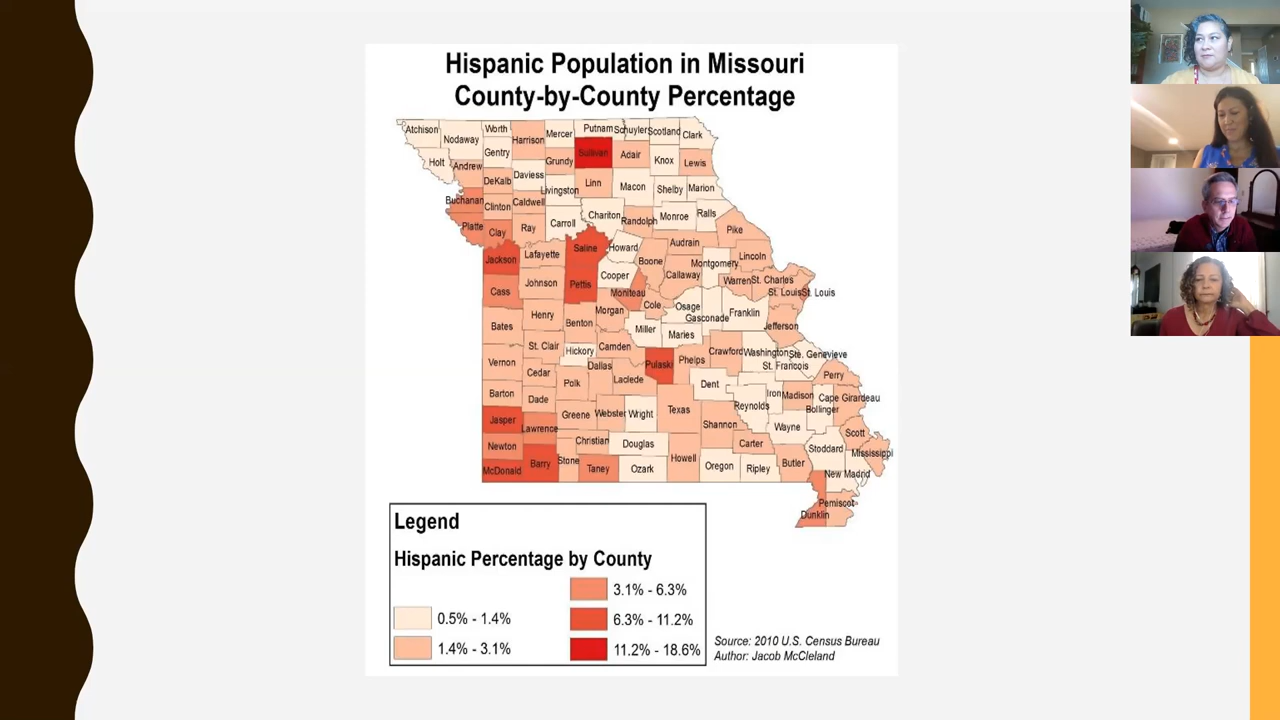 Hispanic Population in Missouri
County-by-County Percentage
Atchison Nodaway Worth Harrison Mercer Putnam Schuyler Scotland Clark
Holt Andrew Gentry DeKalb Daviess Grundy Sullivan Adair Knox Lewis
Buchanan Clinton Caldwell Livingston Linn Macon Shelby Marion
Platte Clay Ray Carroll Chariton Randolph Monroe Ralls Pike
Jackson Lafayette Saline Howard Boone Audrain Callaway Montgomery Lincoln
Cass Johnson Pettis Cooper Moniteau Cole Osage Gasconade Warren St. Charles St. Louis St. Louis
Bates Henry Benton Morgan Miller Maries Franklin Jefferson
Vernon St. Clair Hickory Camden Pulaski Phelps Crawford Washington Ste. Genevieve St. Francois
Barton Cedar Polk Dallas Laclede Dent Iron Madison Perry
Jasper Dade Greene Webster Wright Texas Shannon Reynolds Wayne Bollinger Cape Girardeau
Newton Lawrence Christian Douglas Howell Carter Butler Stoddard Scott Mississippi
McDonald Barry Stone Taney Ozark Oregon Ripley New Madrid
Dunklin Pemiscot
Legend
Hispanic Percentage by County
0.5% - 1.4%
1.4% - 3.1%
3.1% - 6.3%
6.3% - 11.2%
11.2% - 18.6%
Source: 2010 U.S. Census Bureau
Author: Jacob McCleland